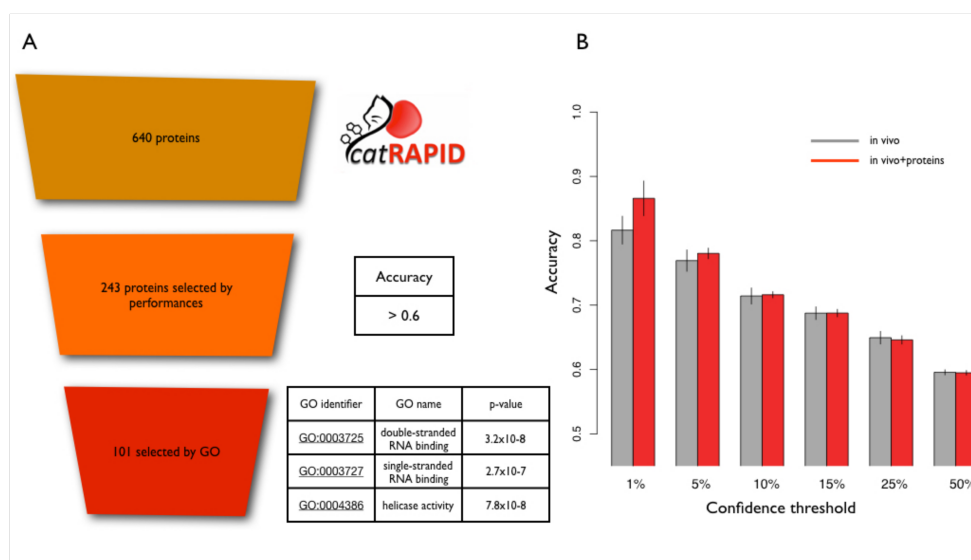 A
640 proteins
catRAPID
243 proteins selected by
performances
Accuracy
> 0.6
101 selected by GO
GO identifier GO name p-value
GO:0003725 double-stranded RNA binding 3.2x10-8
GO:0003727 single-stranded RNA binding 2.7x10-7
GO:0004386 helicase activity 7.8x10-8
B
in vivo
in vivo+proteins
Accuracy
1.0
0.9
0.8
0.7
0.6
0.5
1% 5% 10% 15% 25% 50%
Confidence threshold